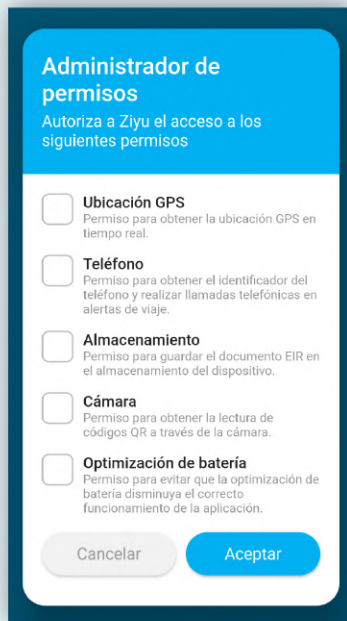 Administrador de
permisos
Autoriza a Ziyu el acceso a los
siguientes permisos
Ubicación GPS
Permiso para obtener la ubicación GPS en
tiempo real.
Teléfono
Permiso para obtener el identificador del
teléfono y realizar llamadas telefónicas en
alertas de viaje.
Almacenamiento
Permiso para guardar el documento EIR en
el almacenamiento del dispositivo.
Cámara
Permiso para obtener la lectura de
códigos QR a través de la cámara.
Optimización de batería
Permiso para evitar que la optimización de
batería disminuya el correcto
funcionamiento de la aplicación.
Cancelar
Aceptar